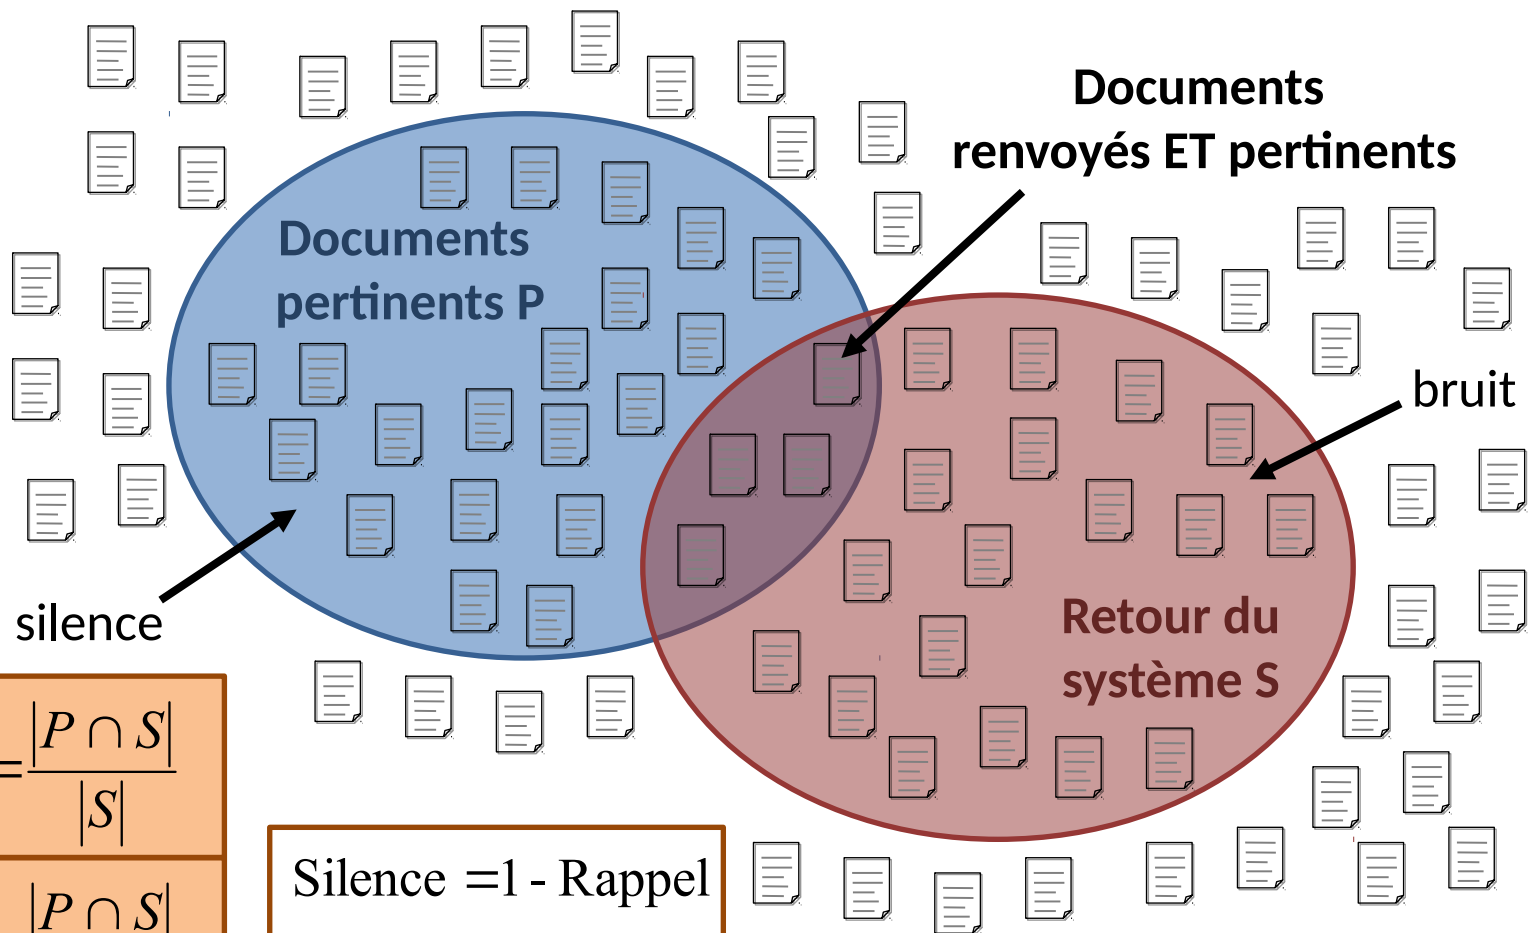 Documents
renvoyés ET pertinents
Documents
pertinents P
bruit
silence
Retour du
système S
=|P ∩ S|
|S|
|P ∩ S|
Silence =1 - Rappel